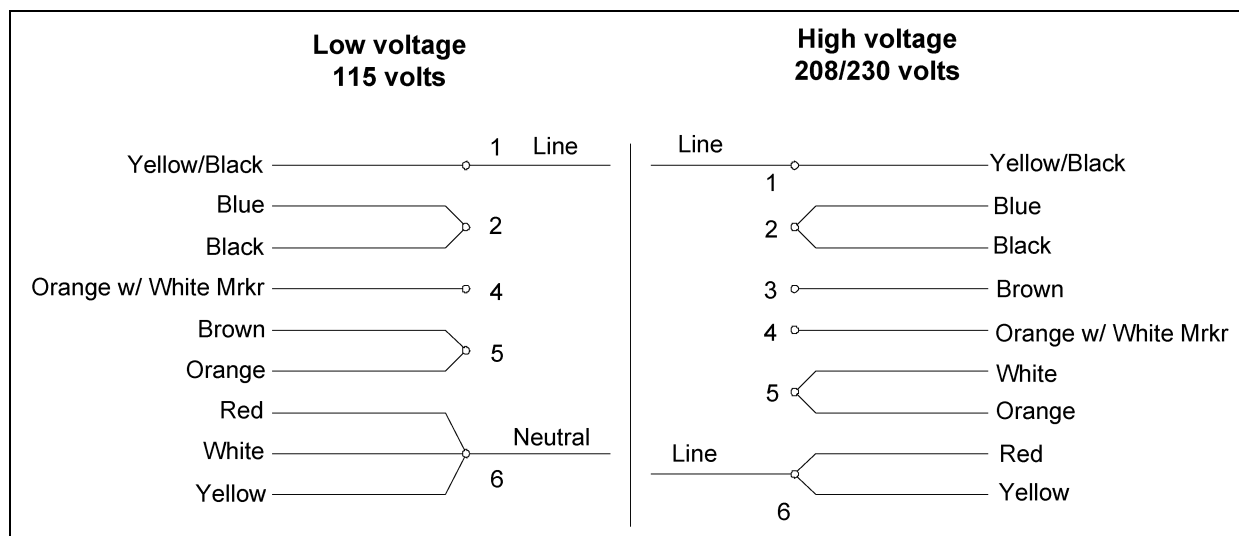 Low voltage
115 volts
1 Line
Yellow/Black
Blue
2
Black
Orange w/ White Mrkr 4
Brown
5
Orange
Red
White
Neutral
6
Yellow
High voltage
208/230 volts
Line
1
Yellow/Black
Blue
2
Black
3 Brown
4 Orange w/ White Mrkr
White
5
Orange
Line
Red
Yellow
6